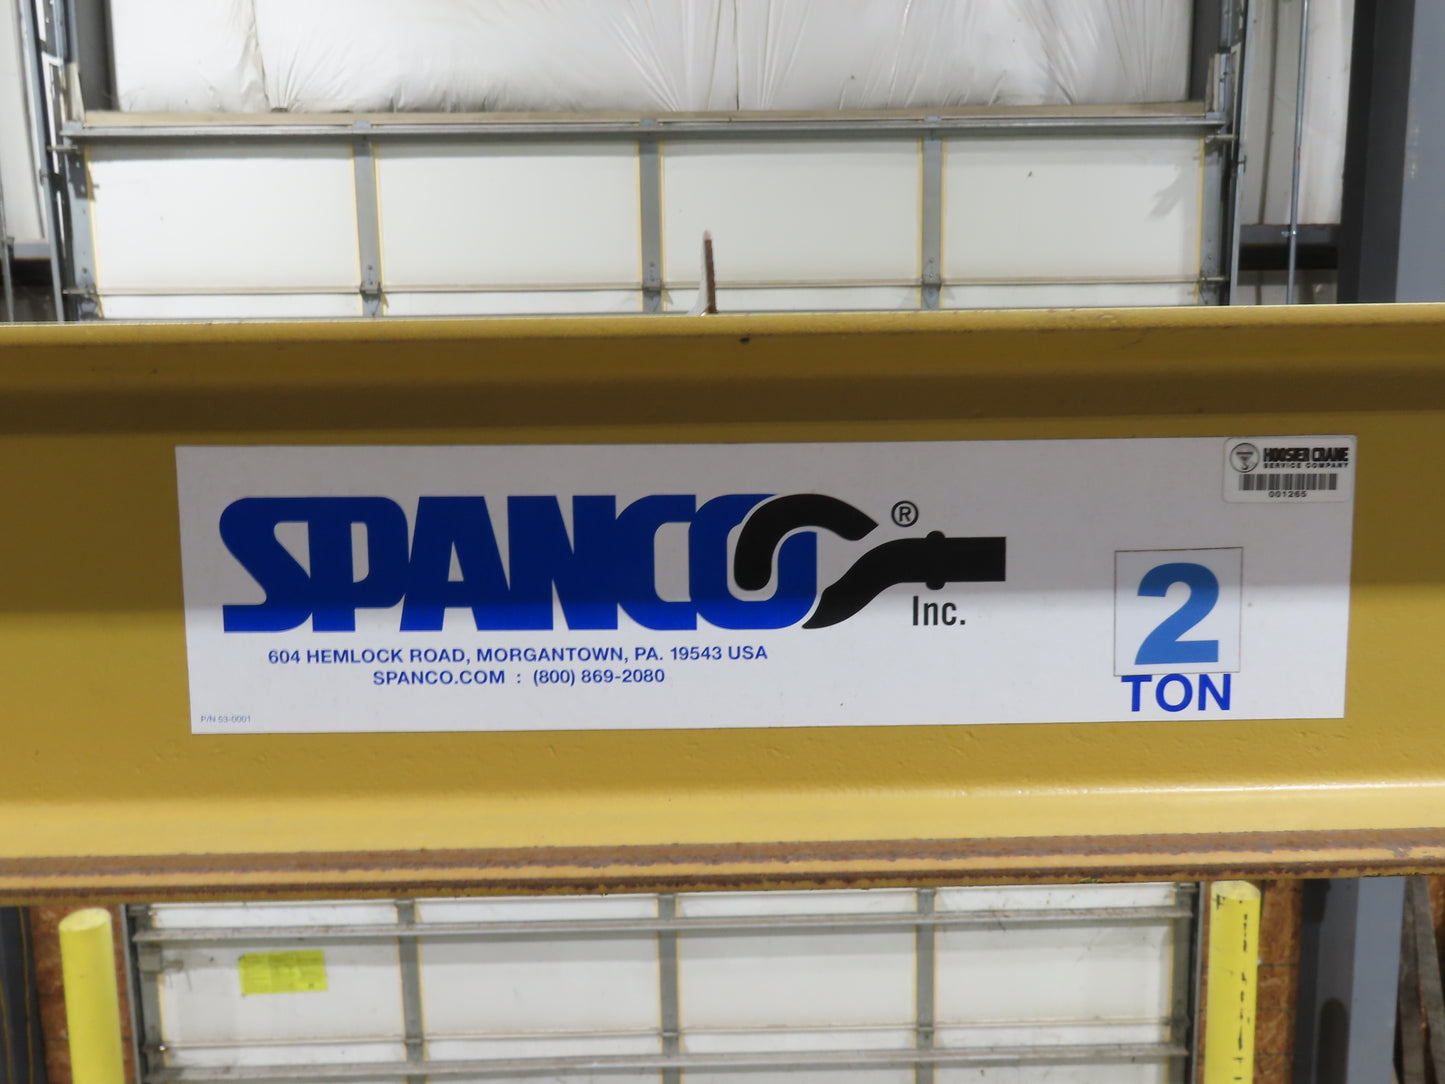 HOOSIER CRANE
SERVICE COMPANY
001265
SPANCO®
Inc.
604 HEMLOCK ROAD, MORGANTOWN, PA. 19543 USA
SPANCO.COM : (800) 869-2080
P/N 53-0001
2
TON